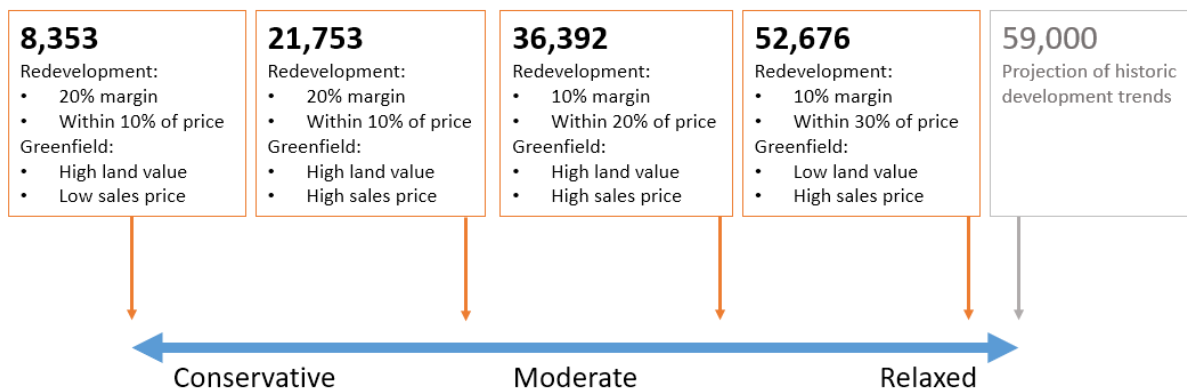 8,353
Redevelopment:
• 20% margin
• Within 10% of price
Greenfield:
• High land value
• Low sales price
21,753
Redevelopment:
• 20% margin
• Within 10% of price
Greenfield:
• High land value
• High sales price
36,392
Redevelopment:
• 10% margin
• Within 20% of price
Greenfield:
• High land value
• High sales price
52,676
Redevelopment:
• 10% margin
• Within 30% of price
Greenfield:
• Low land value
• High sales price
59,000
Projection of historic
development trends
Conservative
Moderate
Relaxed